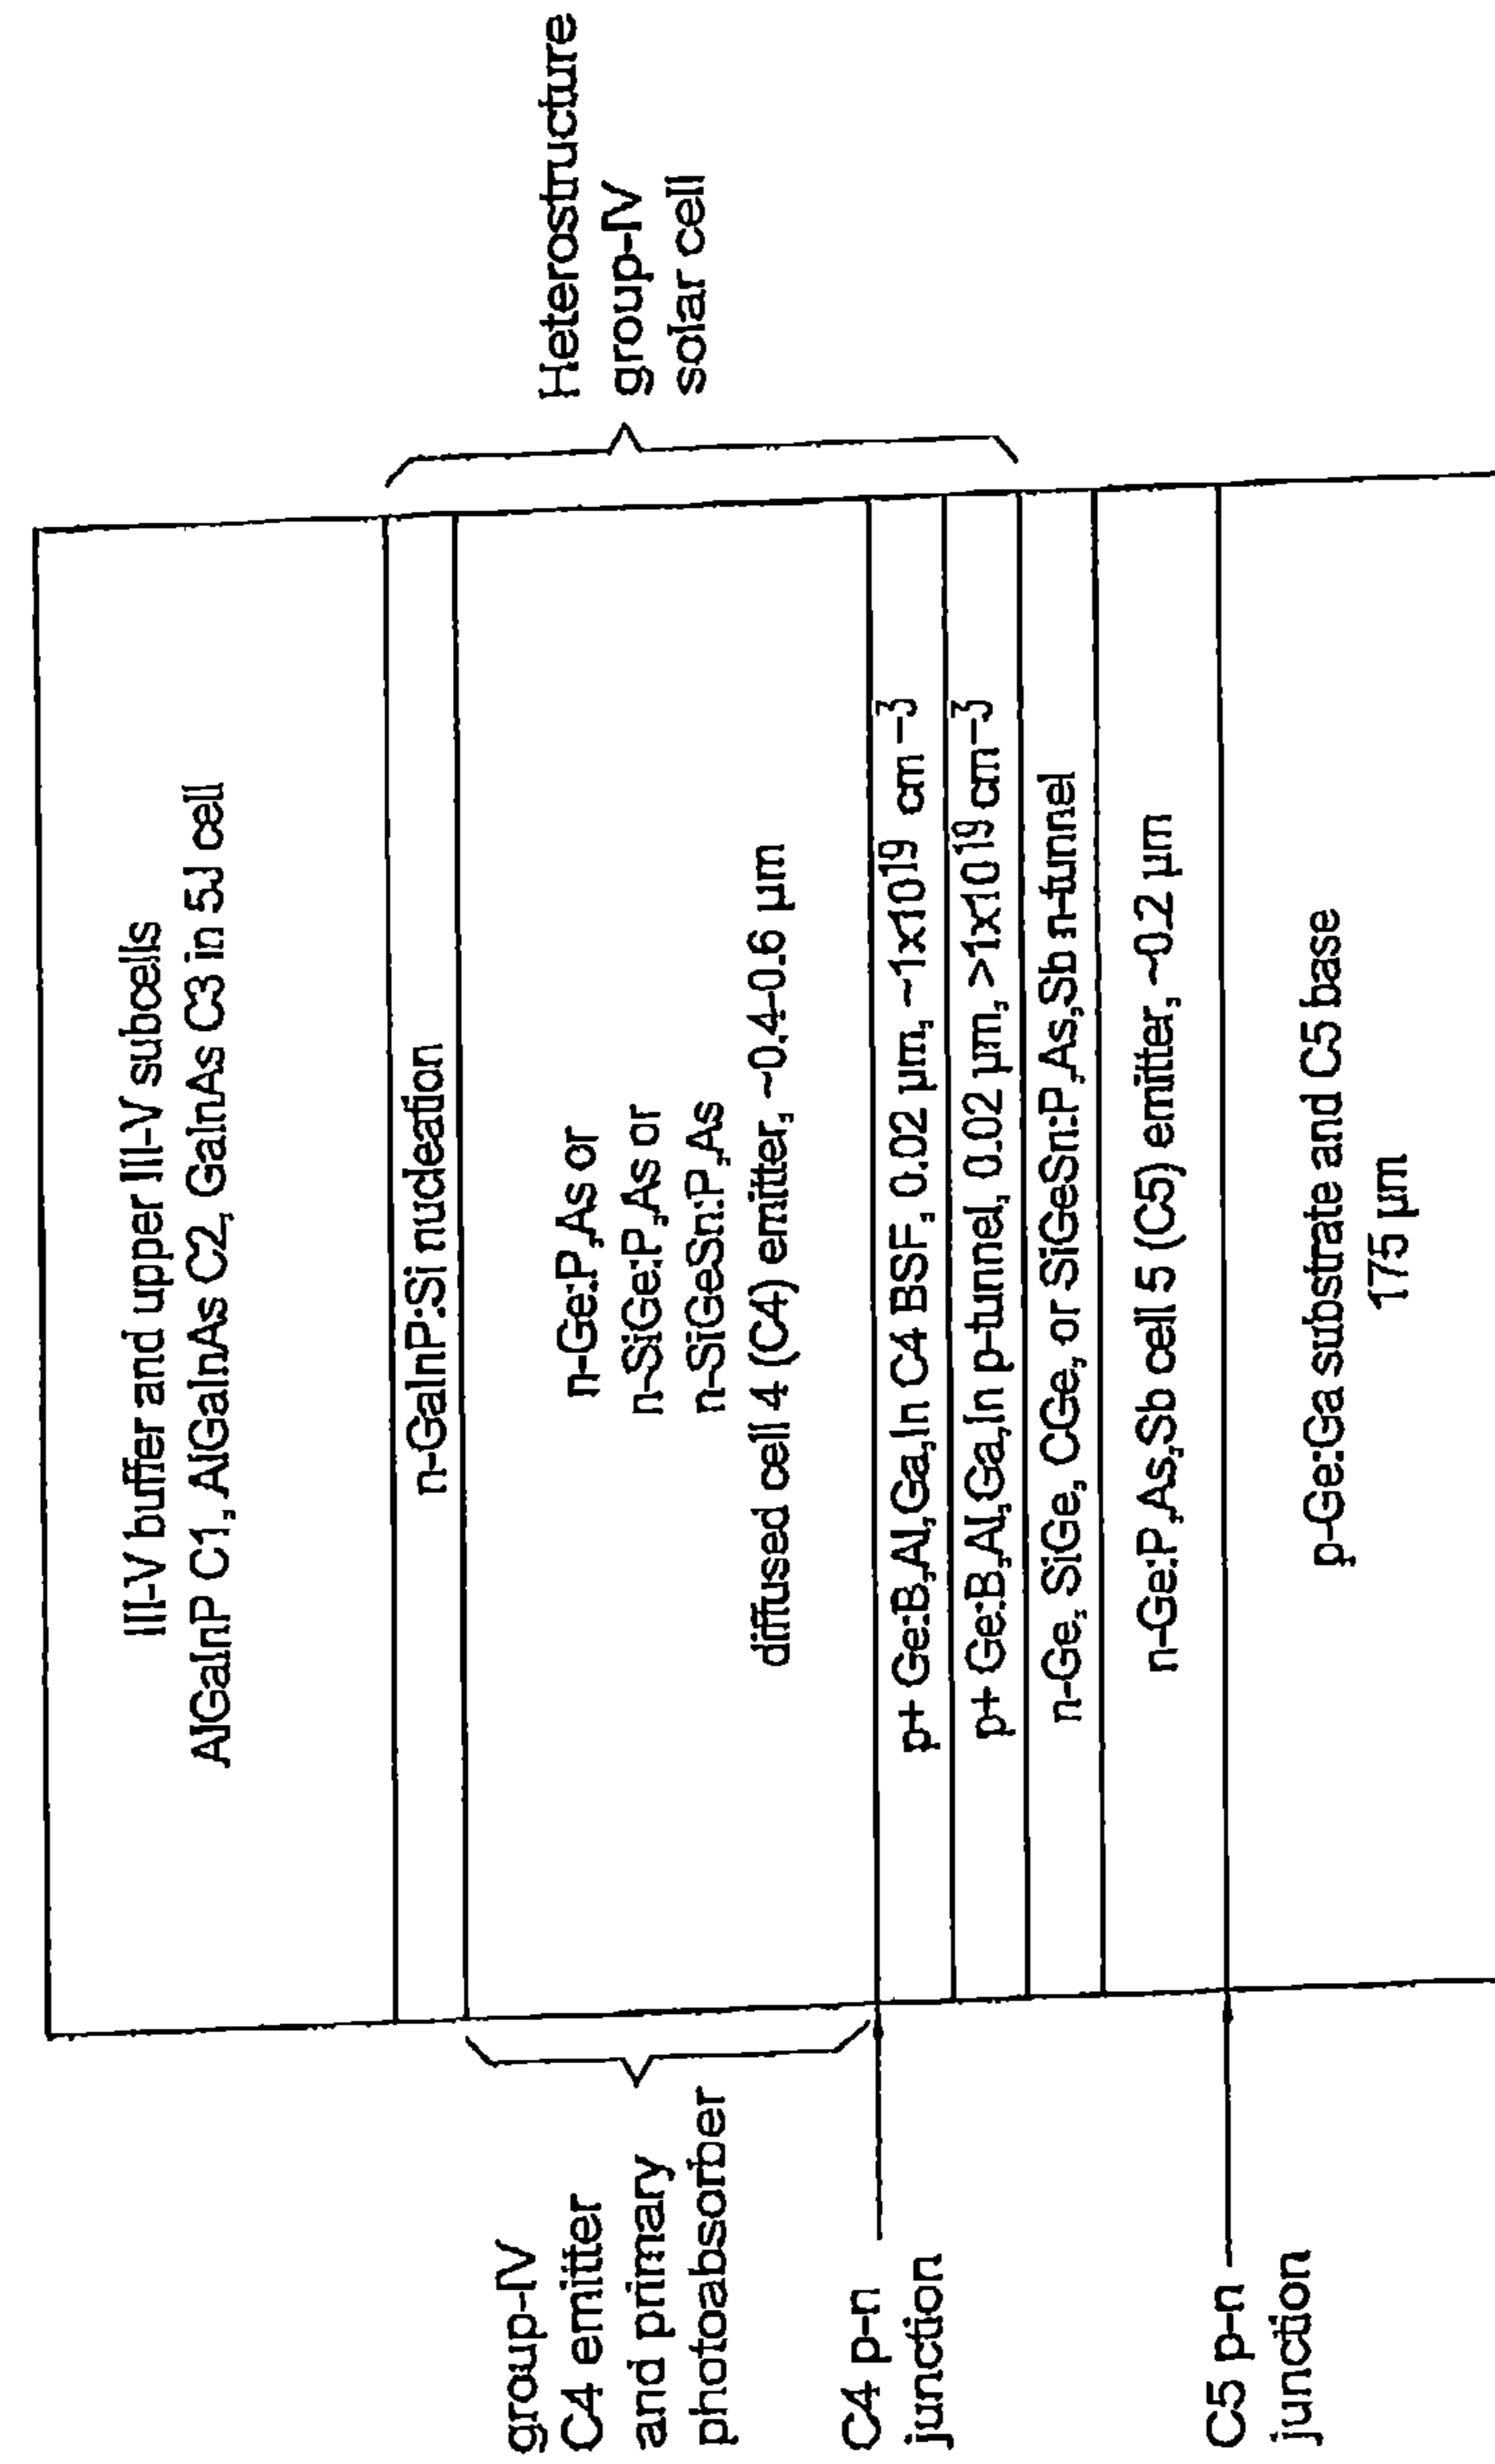 III-V buffer and upper III-V subcells
AlGaInP C1, AlGaInAs C2, GaInAs C3 in 5J cell
n-GaInP:Si nucleation
n-Ge:P,As or
n-SiGe:P,As or
n-SiGeSn:P,As
diffused cell 4 (C4) emitter, ~0.4-0.6 µm
p+ Ge:B,Al,Ga,In C4 BSF, 0.02 µm, ~1x10¹⁹ cm⁻³
p+ Ge:B,Al,Ga,In p-tunnel, 0.02 µm, >1x10¹⁹ cm⁻³
n-Ge, SiGe, CGe, or SiGeSn:P,As,Sb n-tunnel
n-Ge:P,As,Sb cell 5 (C5) emitter, ~0.2 µm
p-Ge:Ga substrate and C5 base
175 µm
group-IV
C4 emitter
and primary
photoabsorber
C4 p-n
junction
C5 p-n
junction
Heterostructure
group-IV
solar cell